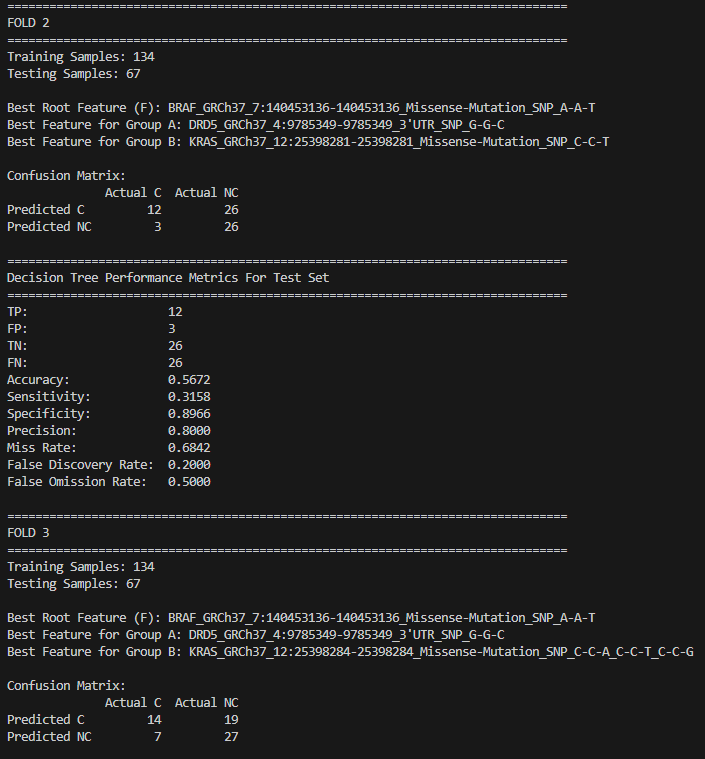 ================================================================================
FOLD 2
================================================================================
Training Samples: 134
Testing Samples: 67
Best Root Feature (F): BRAF_GRCh37_7:140453136-140453136_Missense-Mutation_SNP_A-A-T
Best Feature for Group A: DRD5_GRCh37_4:9785349-9785349_3'UTR_SNP_G-G-C
Best Feature for Group B: KRAS_GRCh37_12:25398281-25398281_Missense-Mutation_SNP_C-C-T
Confusion Matrix:
Actual C Actual NC
Predicted C 12 26
Predicted NC 3 26
================================================================================
Decision Tree Performance Metrics For Test Set
================================================================================
TP: 12
FP: 3
TN: 26
FN: 26
Accuracy: 0.5672
Sensitivity: 0.3158
Specificity: 0.8966
Precision: 0.8000
Miss Rate: 0.6842
False Discovery Rate: 0.2000
False Omission Rate: 0.5000
================================================================================
FOLD 3
================================================================================
Training Samples: 134
Testing Samples: 67
Best Root Feature (F): BRAF_GRCh37_7:140453136-140453136_Missense-Mutation_SNP_A-A-T
Best Feature for Group A: DRD5_GRCh37_4:9785349-9785349_3'UTR_SNP_G-G-C
Best Feature for Group B: KRAS_GRCh37_12:25398284-25398284_Missense-Mutation_SNP_C-C-A_C-C-T_C-C-G
Confusion Matrix:
Actual C Actual NC
Predicted C 14 19
Predicted NC 7 27